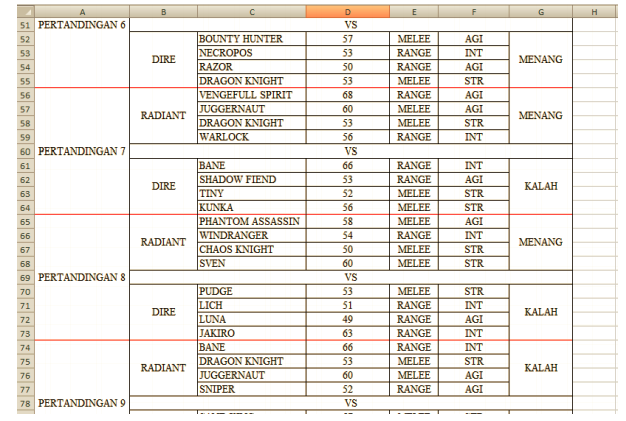 A B C D E F G H
51 PERTANDINGAN 6 VS
52 BOUNTY HUNTER 57 MELEE AGI
53 NECROPOS 53 RANGE INT
DIRE MENANG
54 RAZOR 50 RANGE AGI
55 DRAGON KNIGHT 53 MELEE STR
56 VENGEFULL SPIRIT 68 RANGE AGI
57 JUGGERNAUT 60 MELEE AGI
RADIANT MENANG
58 DRAGON KNIGHT 53 MELEE STR
59 WARLOCK 56 RANGE INT
60 PERTANDINGAN 7 VS
61 BANE 66 RANGE INT
62 SHADOW FIEND 53 RANGE AGI
DIRE KALAH
63 TINY 52 MELEE STR
64 KUNKA 56 MELEE STR
65 PHANTOM ASSASSIN 58 MELEE AGI
66 WINDRANGER 54 RANGE INT
RADIANT MENANG
67 CHAOS KNIGHT 50 MELEE STR
68 SVEN 60 MELEE STR
69 PERTANDINGAN 8 VS
70 PUDGE 53 MELEE STR
71 LICH 51 RANGE INT
DIRE KALAH
72 LUNA 49 RANGE AGI
73 JAKIRO 63 RANGE INT
74 BANE 66 RANGE INT
75 DRAGON KNIGHT 53 MELEE STR
RADIANT KALAH
76 JUGGERNAUT 60 MELEE AGI
77 SNIPER 52 RANGE AGI
78 PERTANDINGAN 9 VS